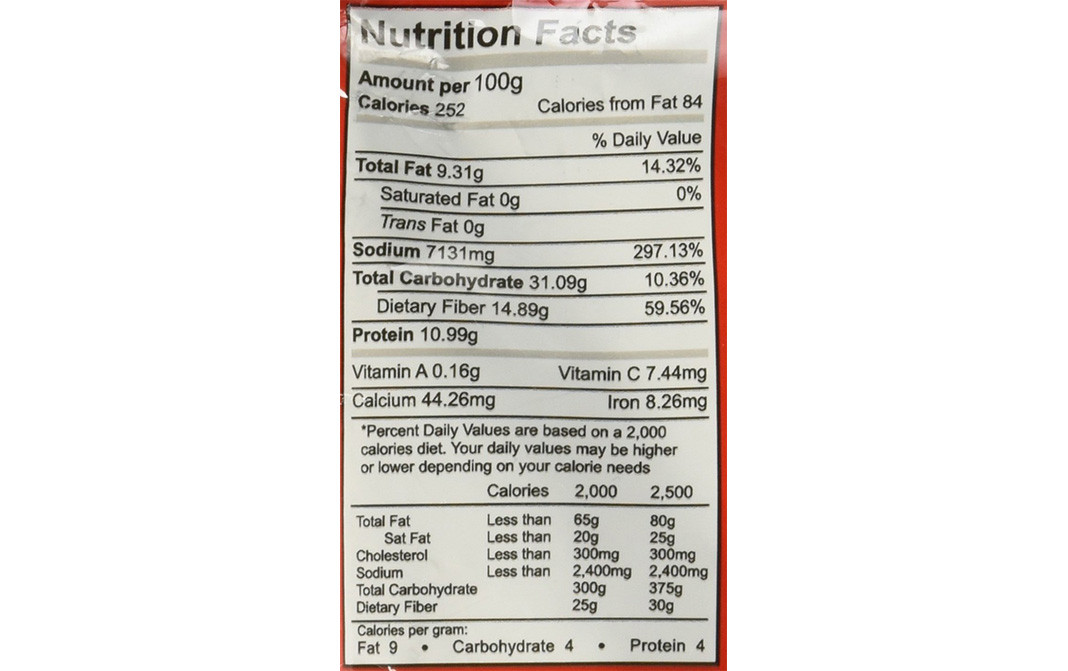 Nutrition Facts
Amount per 100g
Calories 252 Calories from Fat 84
% Daily Value
Total Fat 9.31g 14.32%
Saturated Fat 0g 0%
Trans Fat 0g
Sodium 7131mg 297.13%
Total Carbohydrate 31.09g 10.36%
Dietary Fiber 14.89g 59.56%
Protein 10.99g
Vitamin A 0.16g Vitamin C 7.44mg
Calcium 44.26mg Iron 8.26mg
*Percent Daily Values are based on a 2,000
calories diet. Your daily values may be higher
or lower depending on your calorie needs
Calories 2,000 2,500
Total Fat Less than 65g 80g
Sat Fat Less than 20g 25g
Cholesterol Less than 300mg 300mg
Sodium Less than 2,400mg 2,400mg
Total Carbohydrate 300g 375g
Dietary Fiber 25g 30g
Calories per gram:
Fat 9 • Carbohydrate 4 • Protein 4